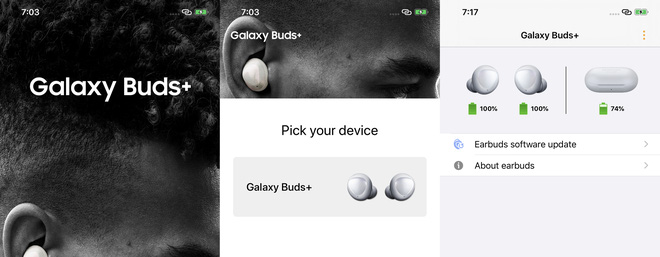 7:03
Galaxy Buds+
7:03
Galaxy Buds+
Pick your device
Galaxy Buds+
7:17
Galaxy Buds+
100%
100%
74%
Earbuds software update
About earbuds